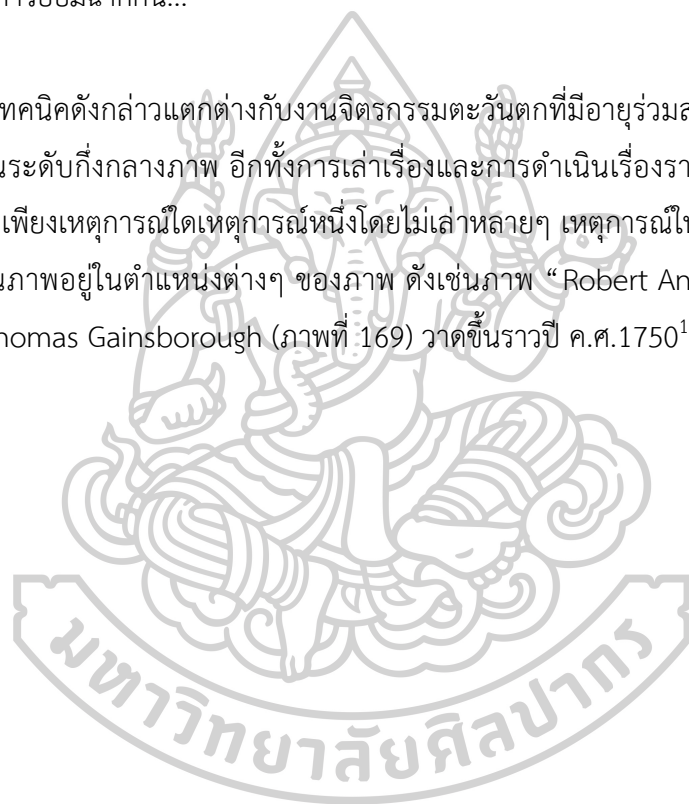 ทคนิคดังกล่าวแตกต่างกับงานจิตรกรรมตะวันตกที่มีอายุร่วมส
นระดับกึ่งกลางภาพ อีกทั้งการเล่าเรื่องและการดำเนินเรื่องรา
เพียงเหตุการณ์ใดเหตุการณ์หนึ่งโดยไม่เล่าหลายๆ เหตุการณ์ใน
นภาพอยู่ในตำแหน่งต่างๆ ของภาพ ดังเช่นภาพ “Robert An
homas Gainsborough (ภาพที่ 169) วาดขึ้นราวปี ค.ศ.1750¹
มหาวิทยาลัยศิลปากร